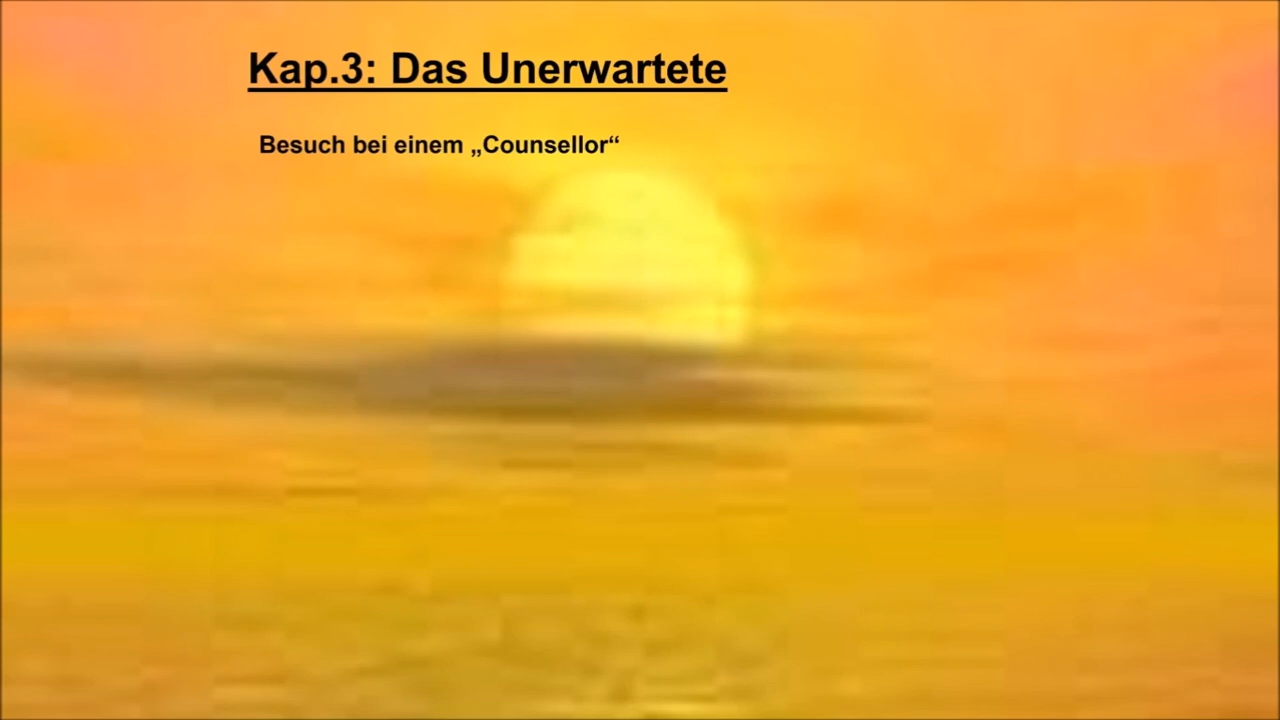 Kap.3: Das Unerwartete
Besuch bei einem „Counsellor“